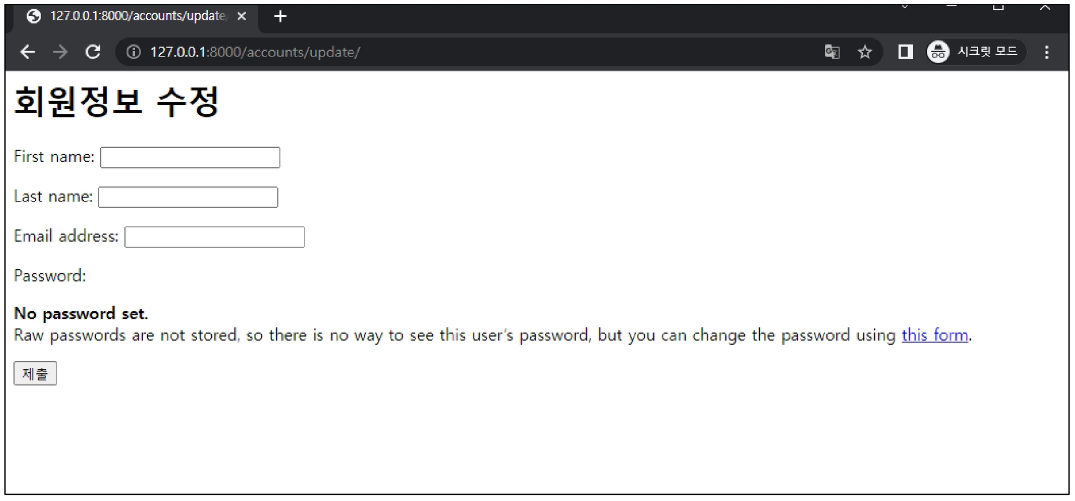 127.0.0.1:8000/accounts/update
127.0.0.1:8000/accounts/update/
시크릿 모드
회원정보 수정
First name:
Last name:
Email address:
Password:
No password set.
Raw passwords are not stored, so there is no way to see this user's password, but you can change the password using this form.
제출